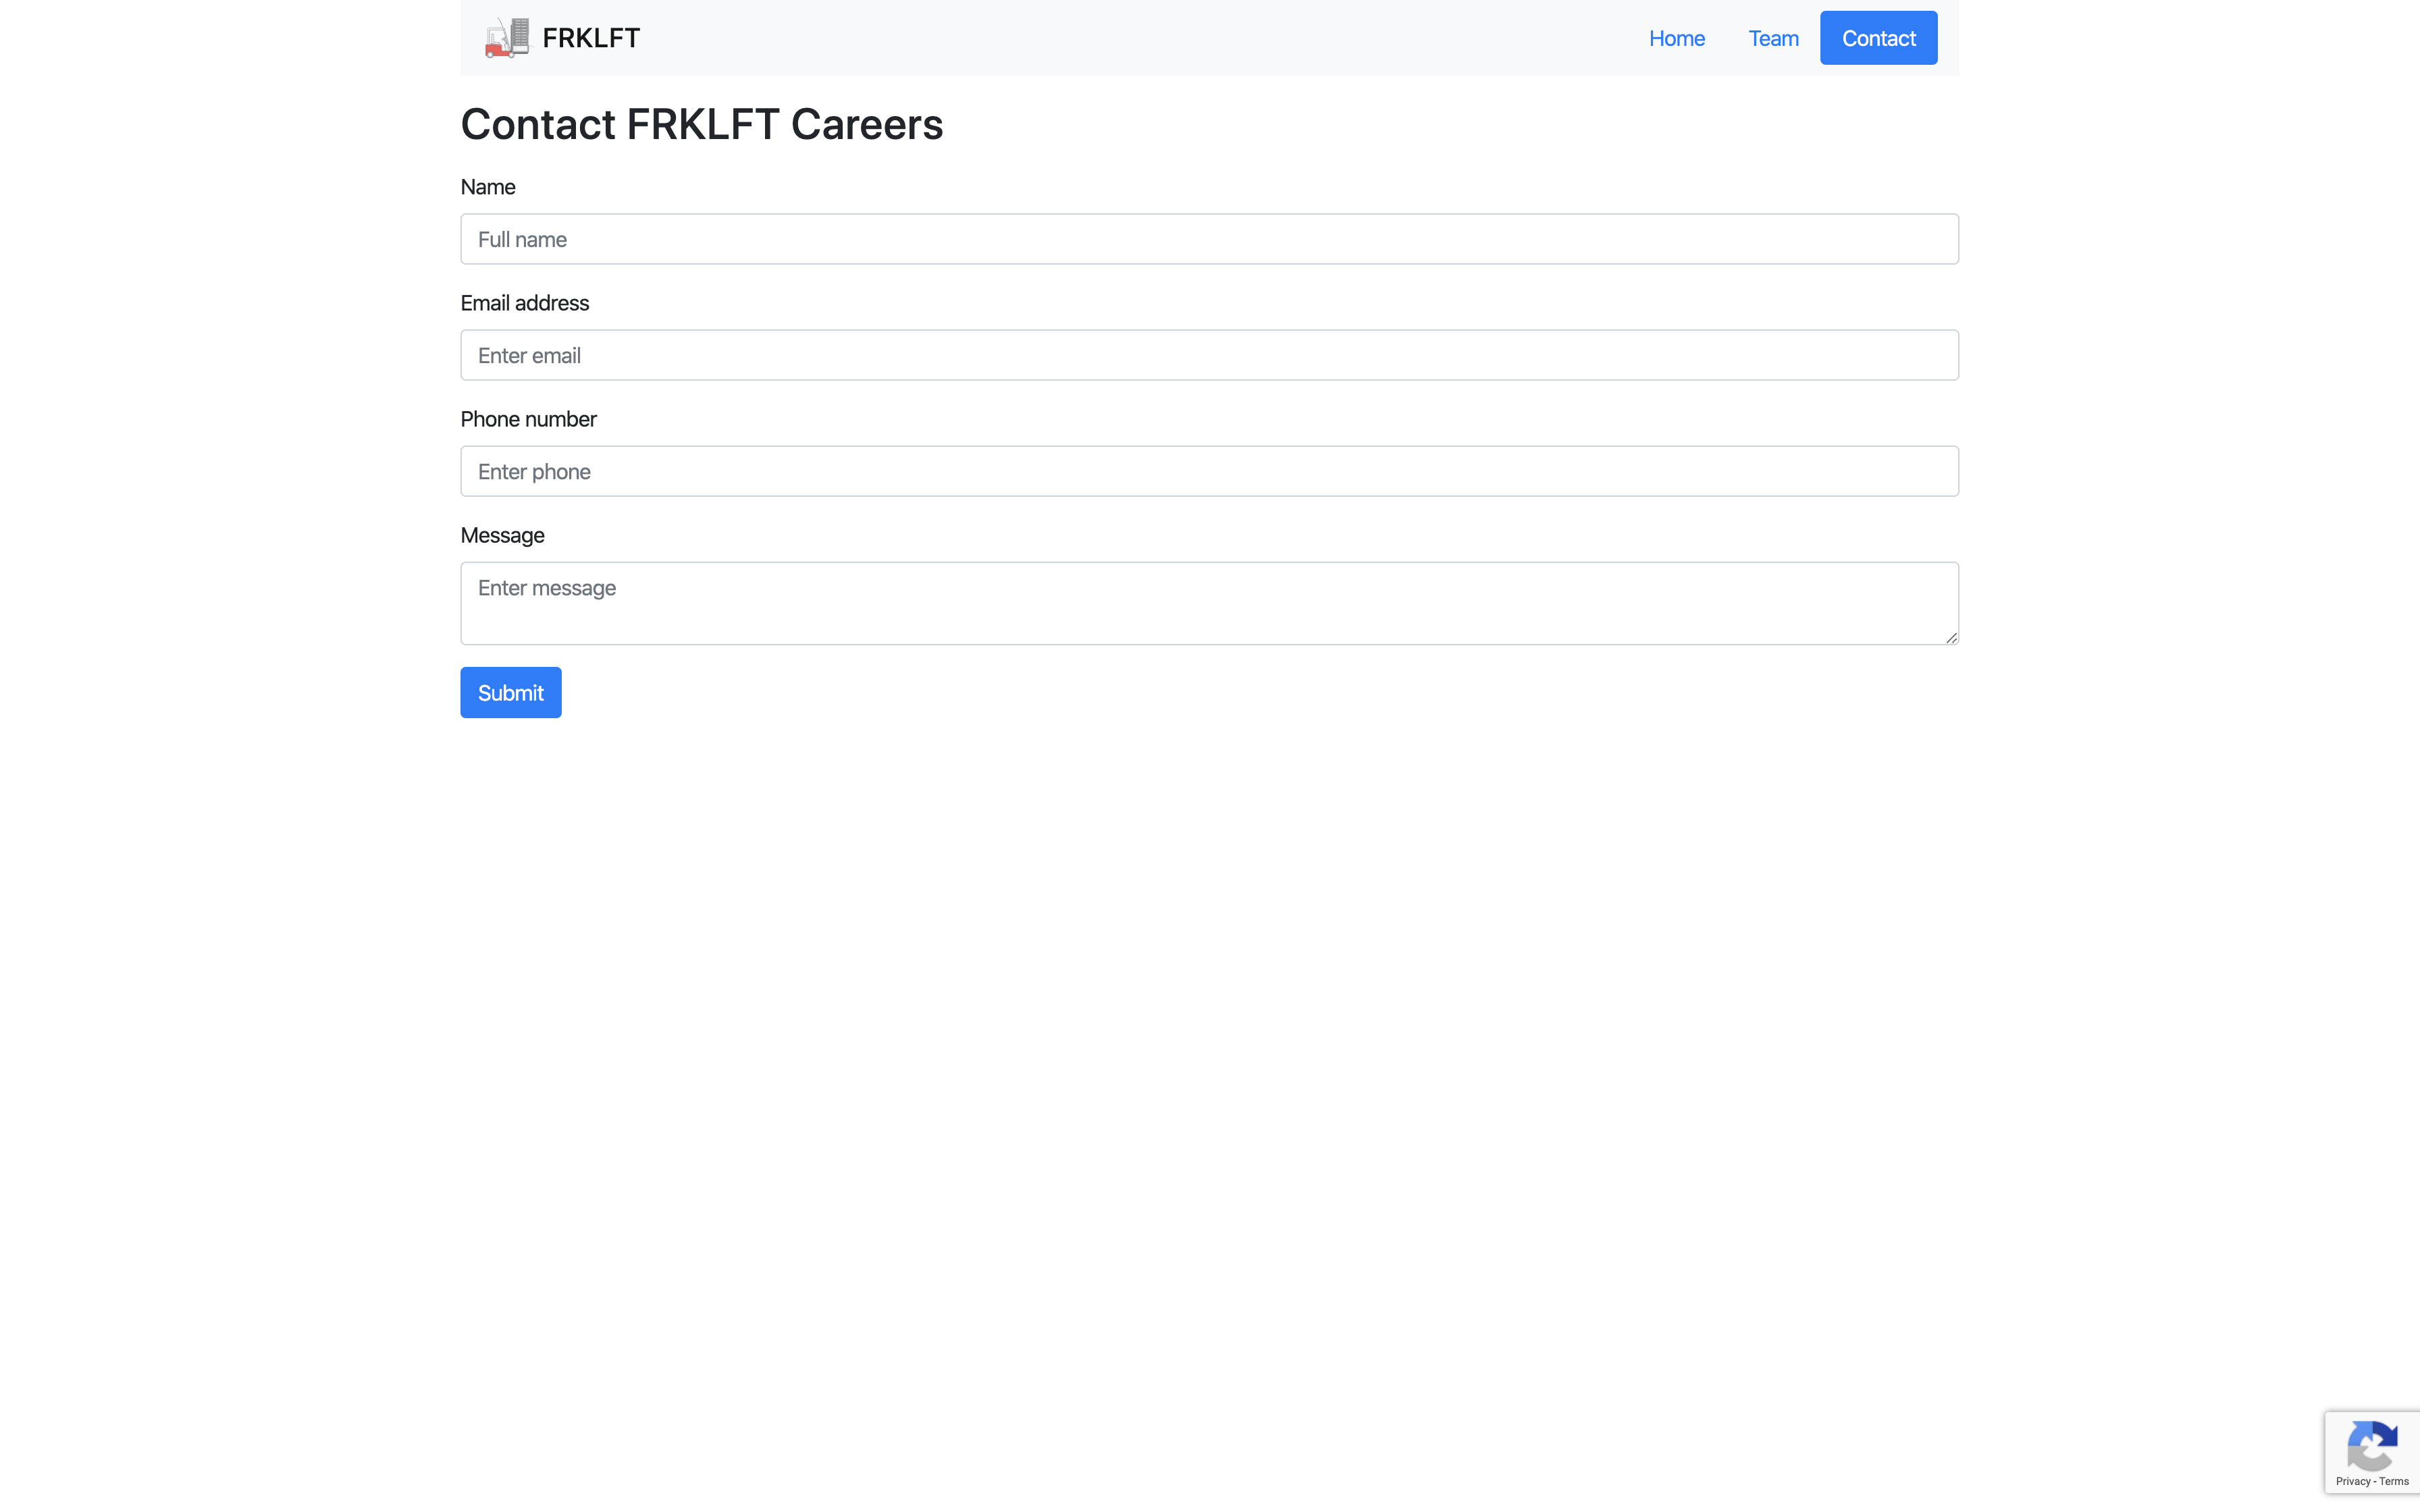 FRKLFT
Home Team Contact
Contact FRKLFT Careers
Name
Full name
Email address
Enter email
Phone number
Enter phone
Message
Enter message
Submit
Privacy - Terms